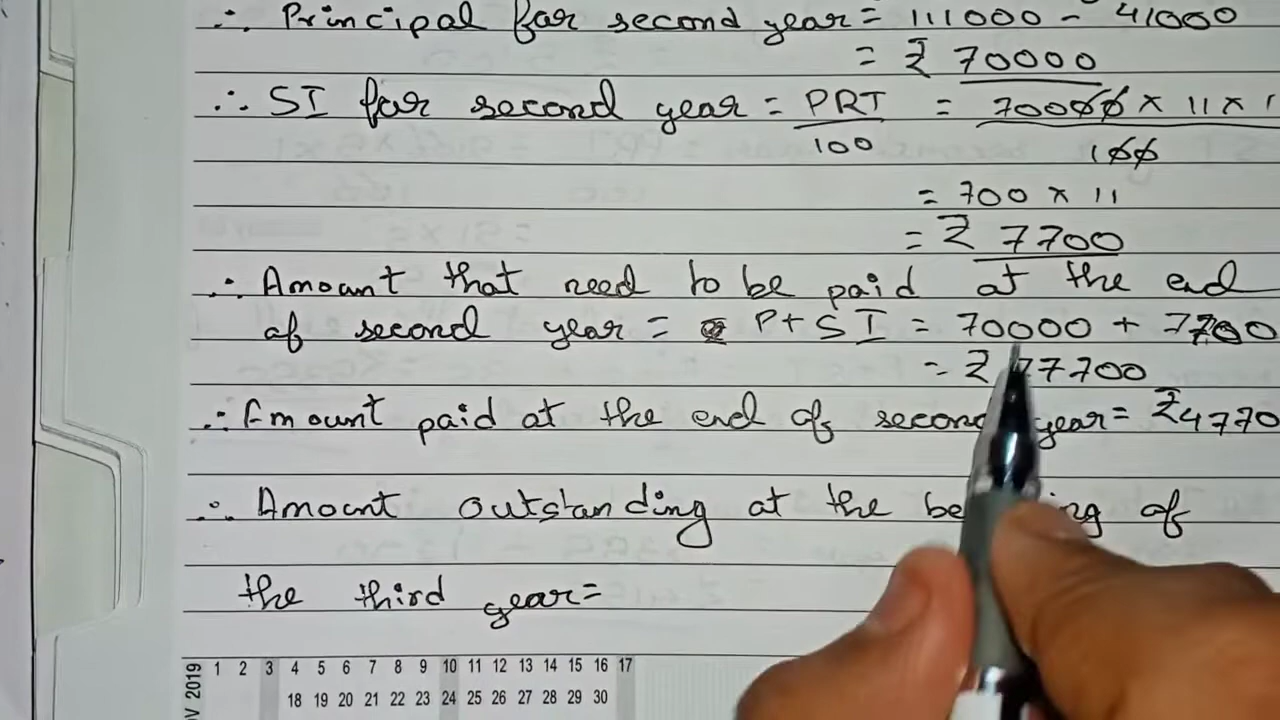 ∴ Principal for second year = 111000 - 41000
= ₹ 70000
∴ SI for second year = PRT/100 = 70000 × 11 × 1/100
= 700 × 11
= ₹ 7700
∴ Amount that need to be paid at the end
of second year = P + SI = 70000 + 7700
= ₹ 77700
∴ Amount paid at the end of second year = ₹4770
∴ Amount outstanding at the of
the third year =
2019 1 2 3 4 5 6 7 8 9 10 11 12 13 14 15 16 17
18 19 20 21 22 23 24 25 26 27 28 29 30